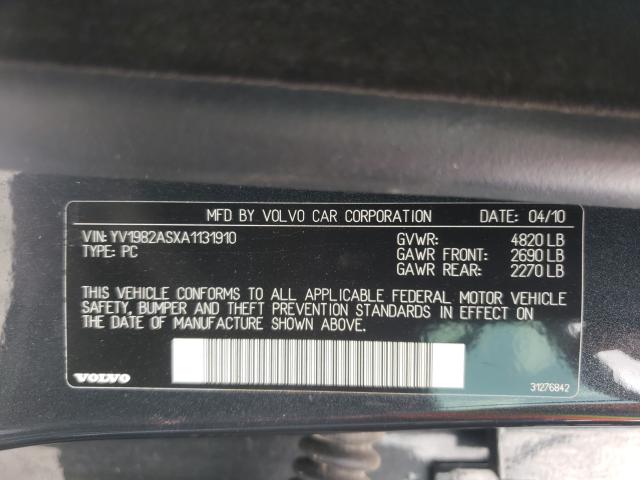 MFD BY VOLVO CAR CORPORATION DATE: 04/10
VIN: YV1982ASXA1131910 GVWR: 4820 LB
TYPE: PC GAWR FRONT: 2690 LB
GAWR REAR: 2270 LB
THIS VEHICLE CONFORMS TO ALL APPLICABLE FEDERAL MOTOR VEHICLE
SAFETY, BUMPER AND THEFT PREVENTION STANDARDS IN EFFECT ON
THE DATE OF MANUFACTURE SHOWN ABOVE.
VOLVO 31276842